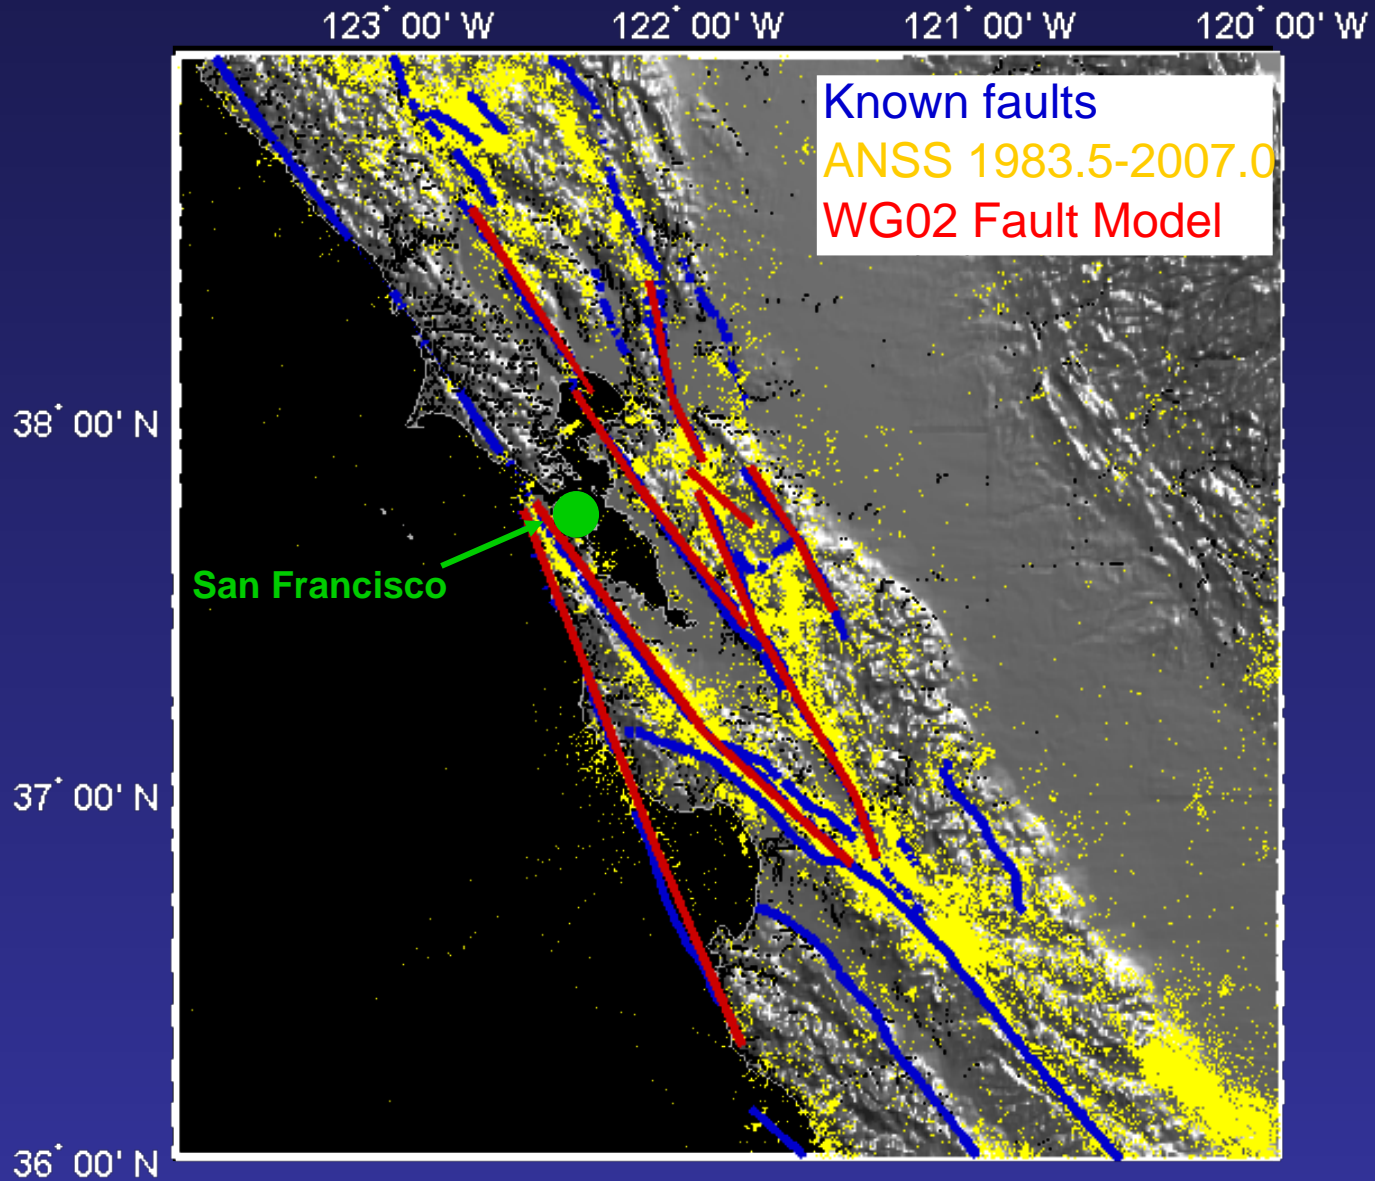 123° 00' W 122° 00' W 121° 00' W 120° 00' W
Known faults
ANSS 1983.5-2007.0
WG02 Fault Model
38° 00' N
San Francisco
37° 00' N
36° 00' N